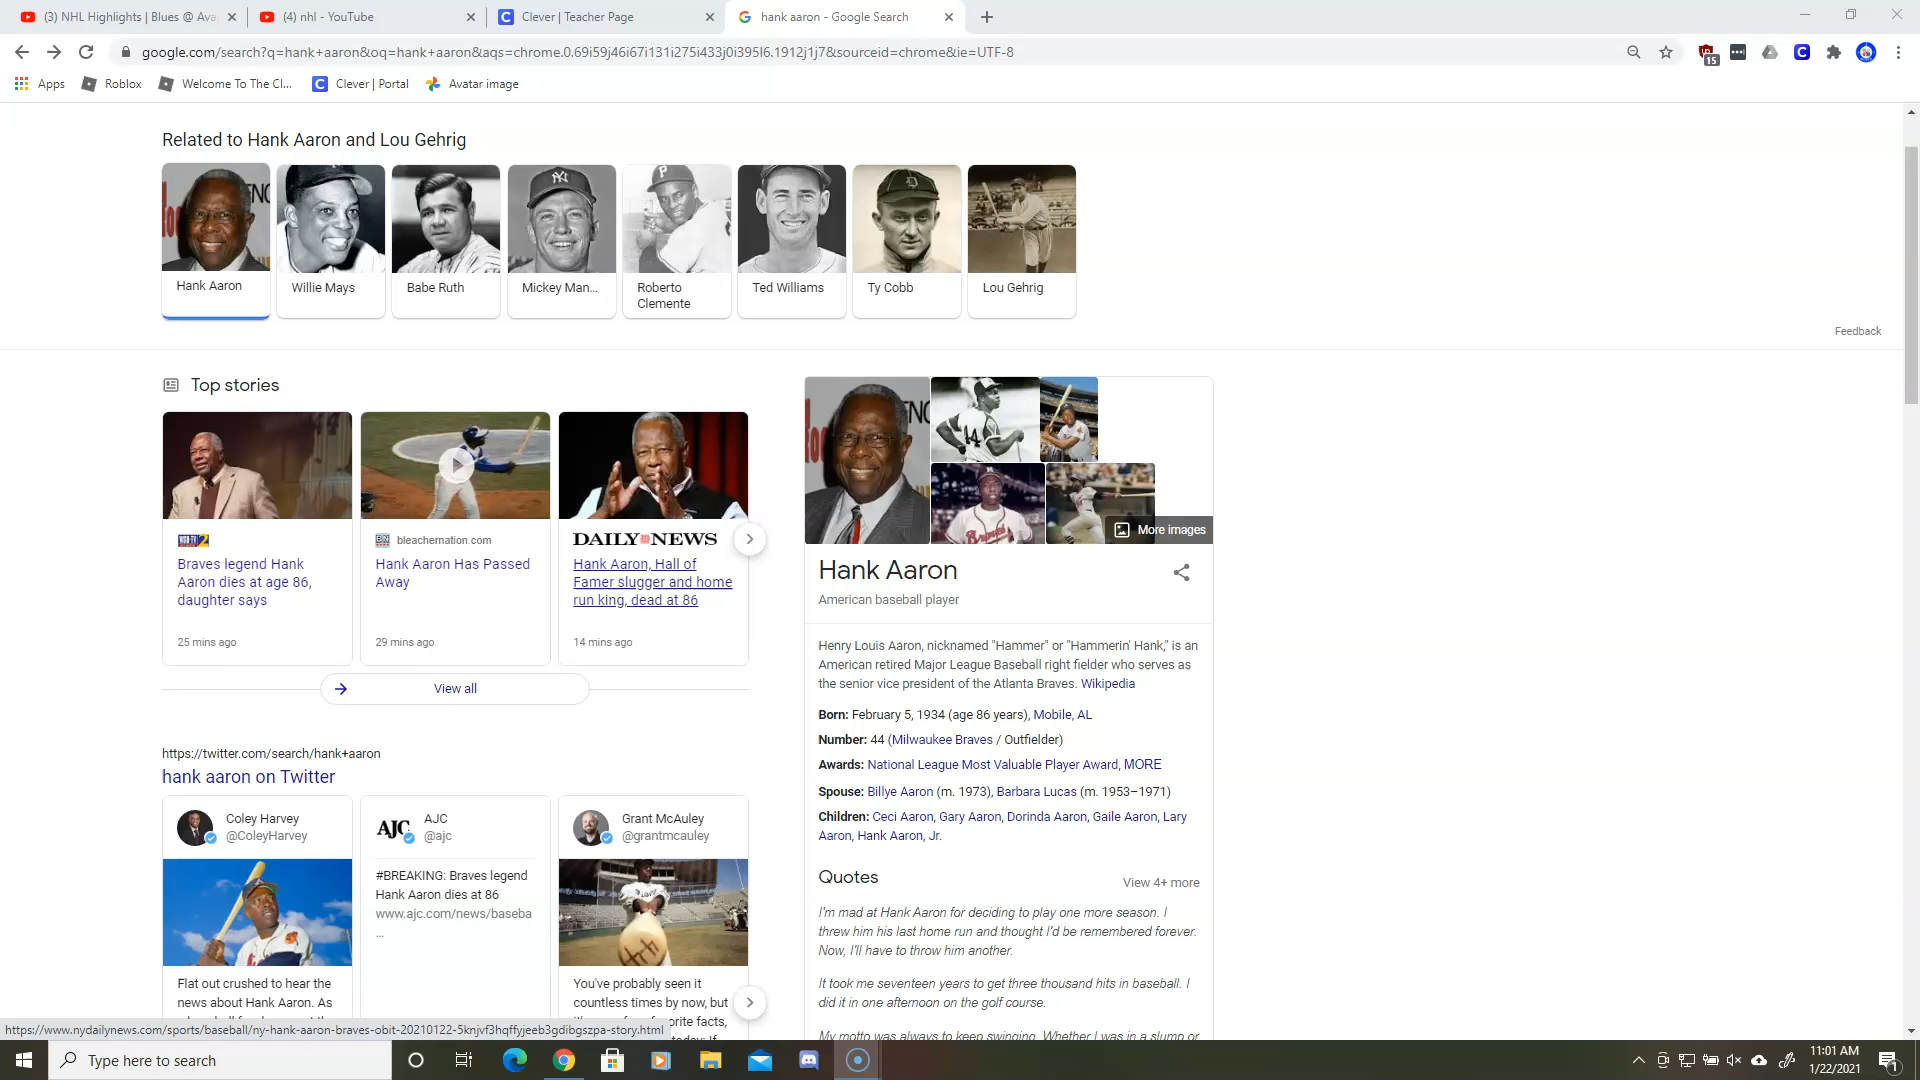 (3) NHL Highlights | Blues @ Ava
(4) nhl - YouTube
Clever | Teacher Page
hank aaron - Google Search
google.com/search?q=hank+aaron&oq=hank+aaron&aqs=chrome.0.69i59j46i67i131i275i433j0i395l6.1912j1j7&sourceid=chrome&ie=UTF-8
15
Apps
Roblox
Welcome To The Cl...
Clever | Portal
Avatar image
Related to Hank Aaron and Lou Gehrig
Hank Aaron
Willie Mays
Babe Ruth
Mickey Man...
Roberto
Clemente
Ted Williams
Ty Cobb
Lou Gehrig
Feedback
Top stories
bleachernation.com
DAILY NEWS
Braves legend Hank
Aaron dies at age 86,
daughter says
25 mins ago
Hank Aaron Has Passed
Away
29 mins ago
Hank Aaron, Hall of
Famer slugger and home
run king, dead at 86
14 mins ago
View all
https://twitter.com/search/hank+aaron
hank aaron on Twitter
Coley Harvey
@ColeyHarvey
Flat out crushed to hear the
news about Hank Aaron. As
AJC
AJC
@ajc
#BREAKING: Braves legend
Hank Aaron dies at 86
www.ajc.com/news/baseba
...
Grant McAuley
@grantmcauley
You've probably seen it
countless times by now, but
More images
Hank Aaron
American baseball player
Henry Louis Aaron, nicknamed "Hammer" or "Hammerin' Hank," is an
American retired Major League Baseball right fielder who serves as
the senior vice president of the Atlanta Braves. Wikipedia
Born: February 5, 1934 (age 86 years), Mobile, AL
Number: 44 (Milwaukee Braves / Outfielder)
Awards: National League Most Valuable Player Award, MORE
Spouse: Billye Aaron (m. 1973), Barbara Lucas (m. 1953–1971)
Children: Ceci Aaron, Gary Aaron, Dorinda Aaron, Gaile Aaron, Lary
Aaron, Hank Aaron, Jr.
Quotes
View 4+ more
I'm mad at Hank Aaron for deciding to play one more season. I
threw him his last home run and thought I'd be remembered forever.
Now, I'll have to throw him another.
It took me seventeen years to get three thousand hits in baseball. I
did it in one afternoon on the golf course.
My motto was always to keep swinging. Whether I was in a slump or
https://www.nydailynews.com/sports/baseball/ny-hank-aaron-braves-obit-20210122-5knjvf3hqffyjeeb3gdibgszpa-story.html
Type here to search
11:01 AM
1/22/2021
1